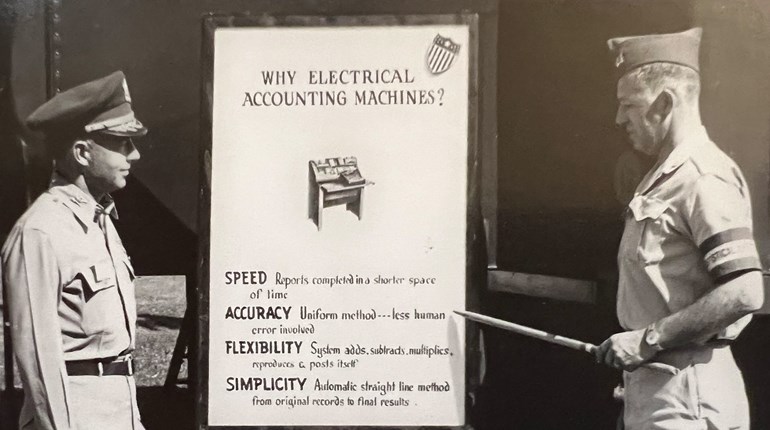 WHY ELECTRICAL
ACCOUNTING MACHINES?
SPEED Reports completed in a shorter space
of time
ACCURACY Uniform method---less human
error involved
FLEXIBILITY System adds, subtracts, multiplies,
reproduces & posts itself
SIMPLICITY Automatic straight line method
from original records to final results.